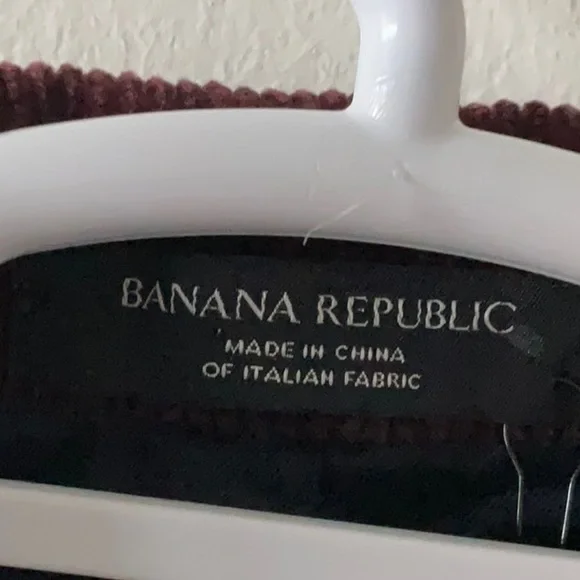 BANANA REPUBLIC
MADE IN CHINA
OF ITALIAN FABRIC